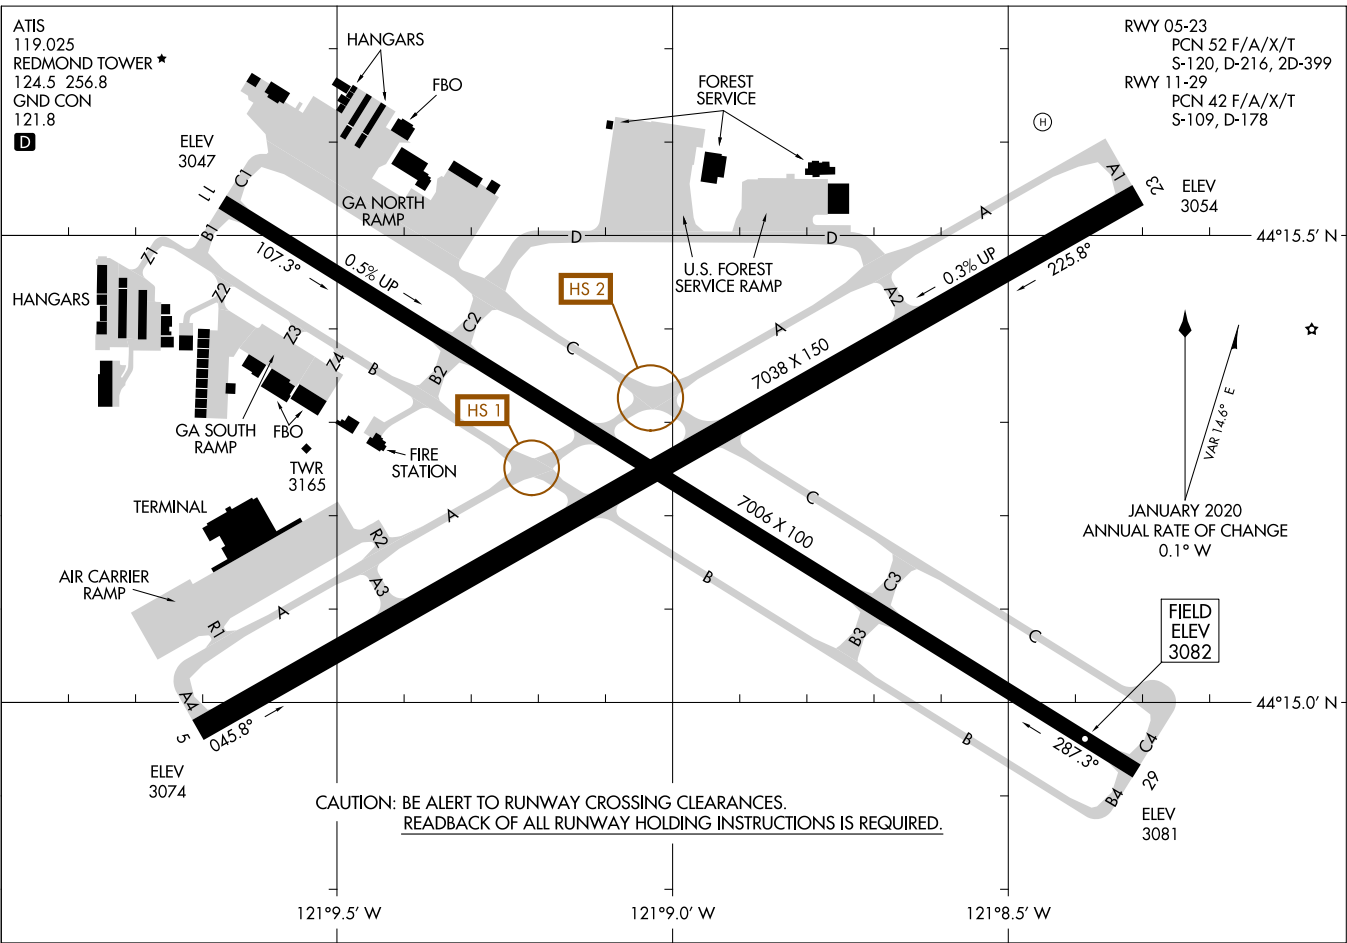 ATIS
119.025
REDMOND TOWER
124.5 256.8
GND CON
121.8
D
HANGARS
FBO
FOREST
SERVICE
RWY 05-23
PCN 52 F/A/X/T
S-120, D-216, 2D-399
RWY 11-29
PCN 42 F/A/X/T
S-109, D-178
H
ELEV
3047
11
C1
B1
Z1
GA NORTH
RAMP
A1
23
ELEV
3054
A
D
D
44°15.5' N
107.3°
0.5% UP
U.S. FOREST
SERVICE RAMP
0.3% UP
225.8°
HANGARS
Z2
HS 2
A2
Z3
C2
C
A
7038 X 150
Z4
B
B2
VAR 14.6° E
GA SOUTH
RAMP
FBO
HS 1
TWR
3165
FIRE
STATION
TERMINAL
A
R2
C
7006 X 100
JANUARY 2020
ANNUAL RATE OF CHANGE
0.1° W
AIR CARRIER
RAMP
A3
A
R1
B
C3
B3
C
FIELD
ELEV
3082
A4
5
045.8°
44°15.0' N
B
287.3°
C4
B4
29
ELEV
3074
ELEV
3081
CAUTION: BE ALERT TO RUNWAY CROSSING CLEARANCES.
READBACK OF ALL RUNWAY HOLDING INSTRUCTIONS IS REQUIRED.
121°9.5' W
121°9.0' W
121°8.5' W